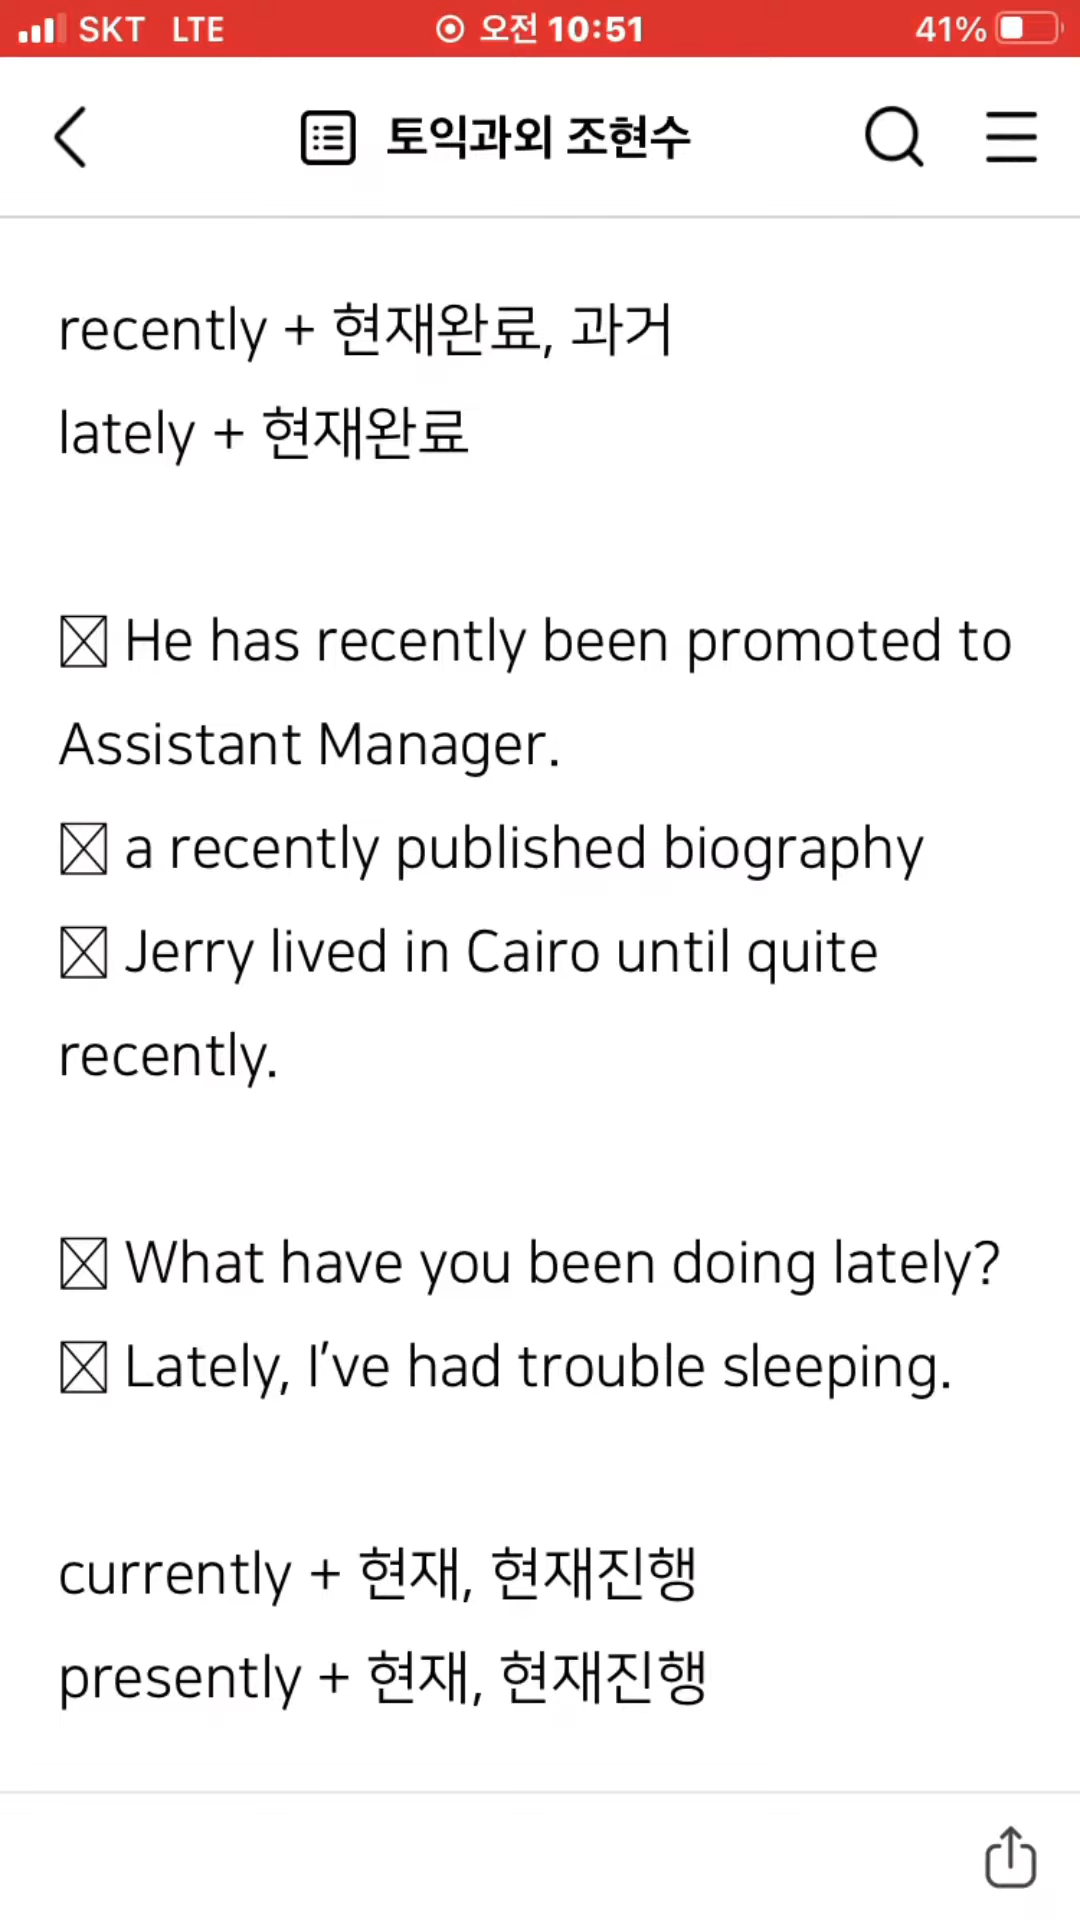 SKT LTE 오전 10:51 41%
토익과외 조현수
recently + 현재완료, 과거
lately + 현재완료
He has recently been promoted to
Assistant Manager.
a recently published biography
Jerry lived in Cairo until quite
recently.
What have you been doing lately?
Lately, I've had trouble sleeping.
currently + 현재, 현재진행
presently + 현재, 현재진행